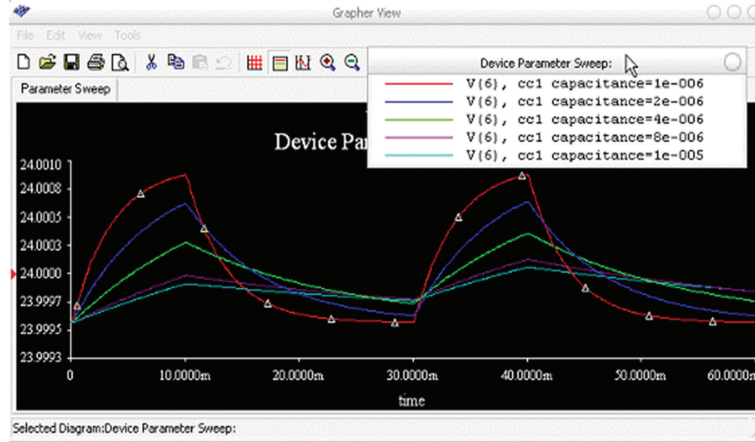 Grapher View
File Edit View Tools
Device Parameter Sweep:
Parameter Sweep
V(6), cc1 capacitance=1e-006
V(6), cc1 capacitance=2e-006
V(6), cc1 capacitance=4e-006
V(6), cc1 capacitance=8e-006
V(6), cc1 capacitance=1e-005
Device Pa
24.0010
24.0008
24.0005
24.0003
24.0000
23.9997
23.9995
23.9993
0 10.0000m 20.0000m 30.0000m 40.0000m 50.0000m 60.0000m
time
Selected Diagram:Device Parameter Sweep: